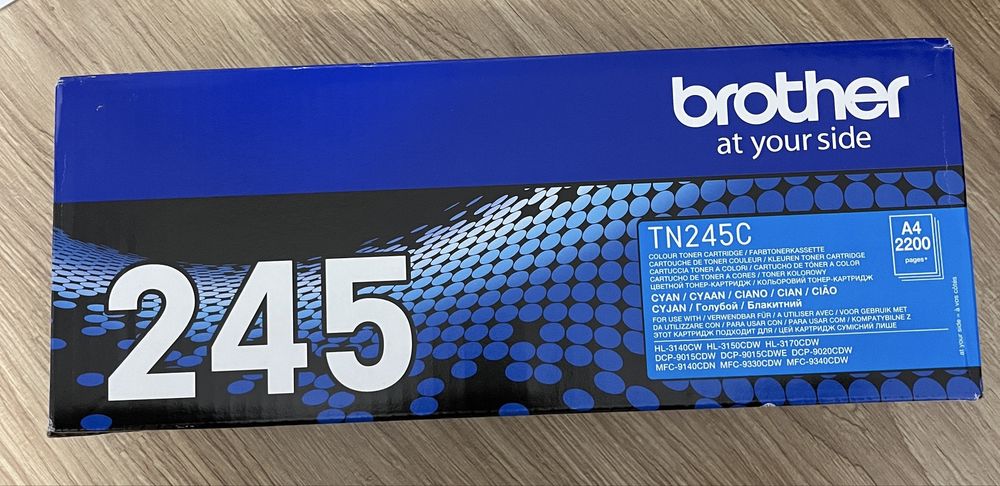 brother
at your side
245
TN245C
COLOUR TONER CARTRIDGE / FARBTONERKASSETTE
CARTOUCHE DE TONER COULEUR / KLEUREN TONER CARTRIDGE
CARTUCCIA TONER A COLORI / CARTUCHO DE TONER A COLOR
CARTUCHO DE TONER A CORES / TONER KOLOROWY
ЦВЕТНОЙ ТОНЕР-КАРТРИДЖ / КОЛЬОРОВИЙ ТОНЕР-КАРТРИДЖ
CYAN / CYAAN / CIANO / CIAN / CIÃO
CYJAN / Голубой / Блакитний
FOR USE WITH / VERWENDBAR FÜR / A UTILISER AVEC / VOOR GEBRUIK MET
DA UTILIZZARE CON / PARA USAR CON / PARA USAR COM / KOMPATYBILNE Z
ЭТОТ КАРТРИДЖ ПОДХОДИТ ДЛЯ / ЦЕЙ КАРТРИДЖ СУМІСНИЙ ЛИШЕ
HL-3140CW HL-3150CDW HL-3170CDW
DCP-9015CDW DCP-9015CDWE DCP-9020CDW
MFC-9140CDN MFC-9330CDW MFC-9340CDW
A4
2200
pages*
at your side – à vos côtés